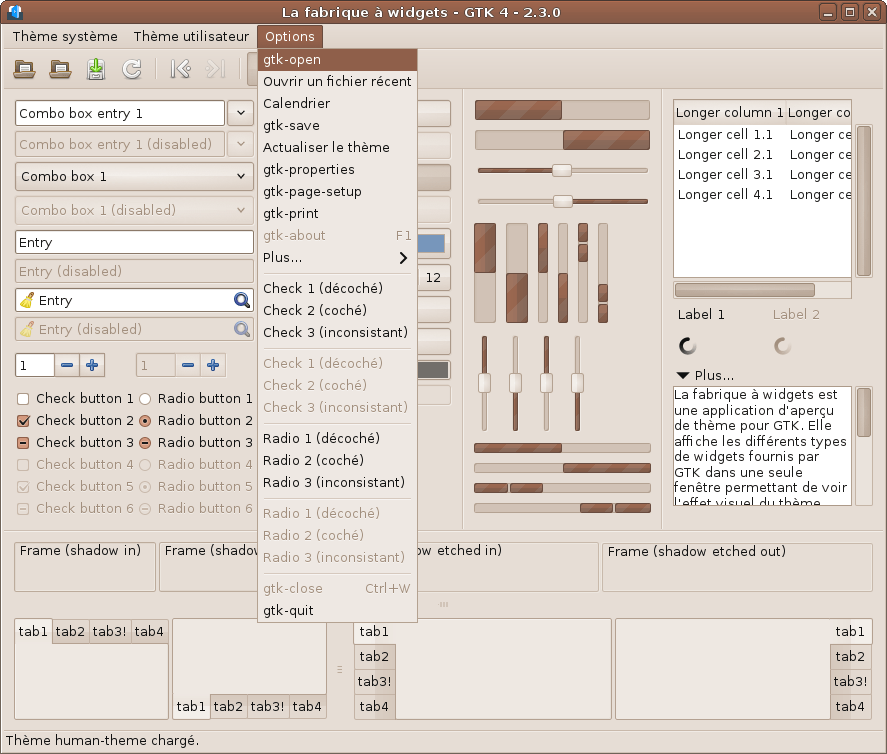 La fabrique à widgets - GTK 4 - 2.3.0
Thème système Thème utilisateur Options
gtk-open
Ouvrir un fichier récent
Calendrier
gtk-save
Actualiser le thème
gtk-properties
gtk-page-setup
gtk-print
gtk-about F1
Plus...
Check 1 (décoché)
Check 2 (coché)
Check 3 (inconsistant)
Check 1 (décoché)
Check 2 (coché)
Check 3 (inconsistant)
Radio 1 (décoché)
Radio 2 (coché)
Radio 3 (inconsistant)
Radio 1 (décoché)
Radio 2 (coché)
Radio 3 (inconsistant)
gtk-close Ctrl+W
gtk-quit
Combo box entry 1
Combo box entry 1 (disabled)
Combo box 1
Combo box 1 (disabled)
Entry
Entry (disabled)
Entry
Entry (disabled)
1 1
Check button 1 Radio button 1
Check button 2 Radio button 2
Check button 3 Radio button 3
Check button 4 Radio button 4
Check button 5 Radio button 5
Check button 6 Radio button 6
12
Longer column 1 Longer co
Longer cell 1.1 Longer ce
Longer cell 2.1 Longer ce
Longer cell 3.1 Longer ce
Longer cell 4.1 Longer ce
Label 1 Label 2
Plus...
La fabrique à widgets est
une application d'aperçu
de thème pour GTK. Elle
affiche les différents types
de widgets fournis par
GTK dans une seule
fenêtre permettant de voir
l'effet visuel du thème
Frame (shadow in) Frame (shadow etched in) Frame (shadow etched out)
tab1 tab2 tab3! tab4
tab1 tab2 tab3! tab4
tab1
tab2
tab3!
tab4
tab1
tab2
tab3!
tab4
Thème human-theme chargé.